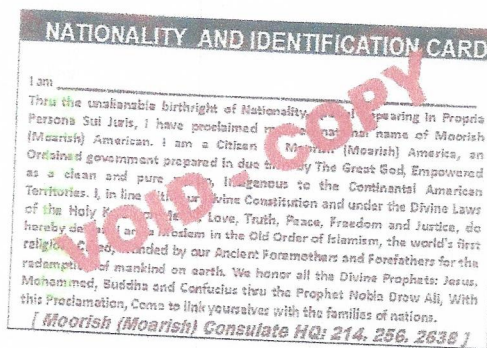 NATIONALITY AND IDENTIFICATION CARD
I am
Thru the unalianable birthright of Nationality, appearing in Propria
Persona Sui Juris, I have proclaimed national name of Moorish
(Moarish) American. I am a Citizen Moorish (Moarish) America, an
Ordained government prepared in due by The Great God, Empowered
as a clean and pure to the Continental American
Territories. I, in line Divine Constitution and under the Divine Laws
of the Holy Love, Truth, Peace, Freedom and Justice, do
hereby Moslem in the Old Order of Islamism, the world's first
religious founded by our Ancient Foremothers and Forefathers for the
redemption of mankind on earth. We honor all the Divine Prophets: Jesus,
Mohammed, Buddha and Confucius thru the Prophet Noble Drew Ali, With
this Proclamation, Come to link yourselves with the families of nations.
[ Moorish (Moarish) Consulate HQ: 214, 256, 2638 ]
VOID - COPY